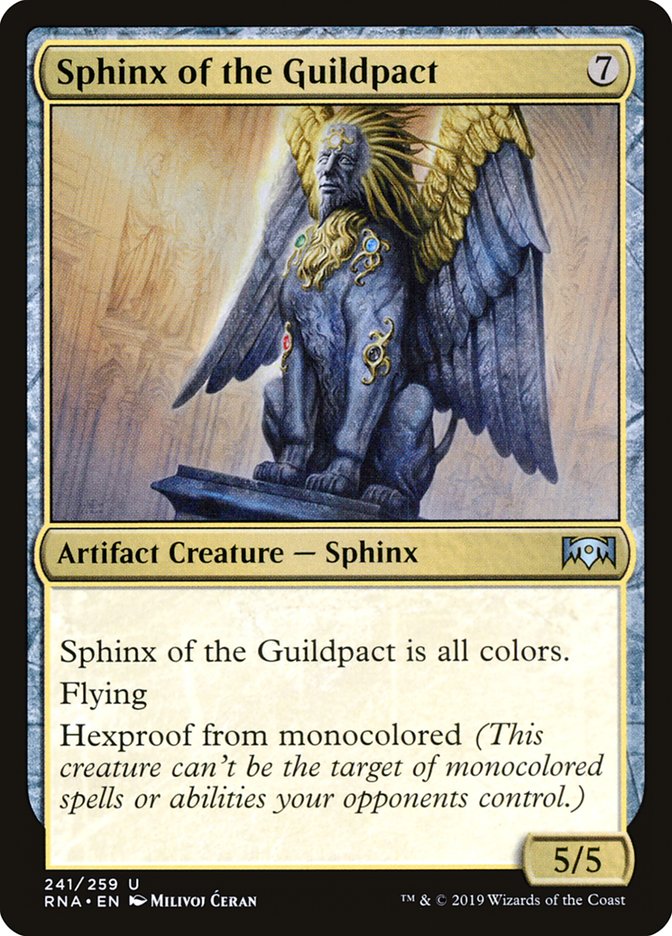 Sphinx of the Guildpact 7
Artifact Creature — Sphinx
Sphinx of the Guildpact is all colors.
Flying
Hexproof from monocolored (This
creature can't be the target of monocolored
spells or abilities your opponents control.)
5/5
241/259 U
RNA • EN Milivoj Ćeran ™ & © 2019 Wizards of the Coast